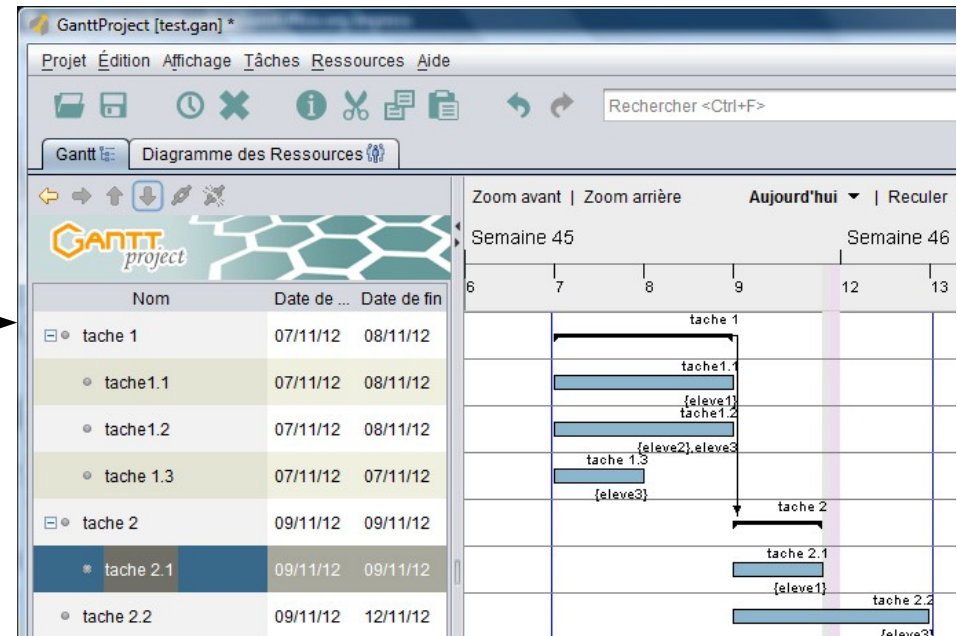 GanttProject [test.gan] *
Projet Édition Affichage Tâches Ressources Aide
Rechercher <Ctrl+F>
Gantt Diagramme des Ressources
Zoom avant | Zoom arrière Aujourd'hui | Reculer
GANTT project
Semaine 45 Semaine 46
6 7 8 9 12 13
Nom Date de ... Date de fin
tache 1 07/11/12 08/11/12 tache 1
tache1.1 07/11/12 08/11/12 tache1.1
{eleve1}
tache1.2 07/11/12 08/11/12 tache1.2
{eleve2},eleve3
tache 1.3 07/11/12 07/11/12 tache 1.3
{eleve3}
tache 2 09/11/12 09/11/12 tache 2
tache 2.1 09/11/12 09/11/12 tache 2.1
{eleve1}
tache 2.2 09/11/12 12/11/12 tache 2.2
{eleve3}